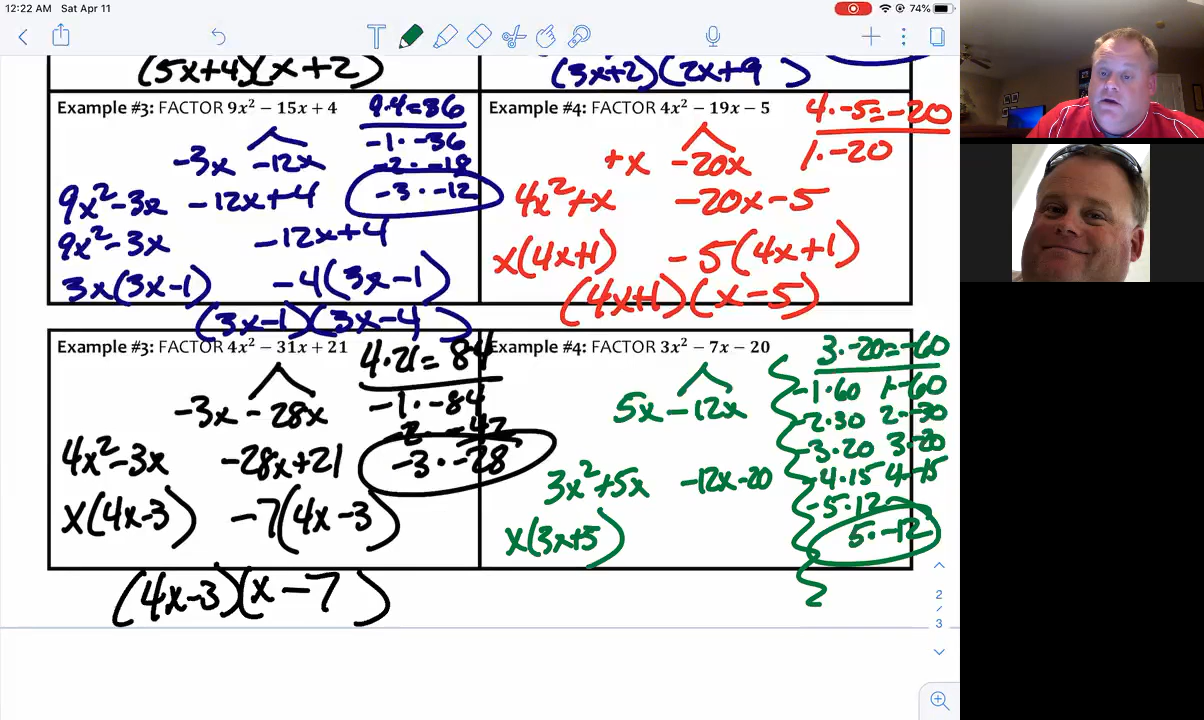 12:22 AM Sat Apr 11
74%
(5x+4)(x+2)
(3x+2)(2x+9)
Example #3: FACTOR 9x² − 15x + 4
9·4=36
-3x -12x
-1·-36
-2·-18
9x²-3x -12x+4
-3·-12
9x²-3x -12x+4
3x(3x-1) -4(3x-1)
(3x-1)(3x-4)
Example #4: FACTOR 4x² − 19x − 5
4·-5=-20
+x -20x
1·-20
4x²+x -20x-5
x(4x+1) -5(4x+1)
(4x+1)(x-5)
Example #3: FACTOR 4x² − 31x + 21
4·21=84
-3x -28x
-1·-84
-2·-42
4x²-3x -28x+21
-3·-28
x(4x-3) -7(4x-3)
(4x-3)(x-7)
Example #4: FACTOR 3x² − 7x − 20
3·-20=-60
5x -12x
-1·60 1·-60
-2·30 2·-30
-3·20 3·-20
-4·15 4·-15
-5·12
5·-12
3x²+5x -12x-20
x(3x+5)
2
/
3